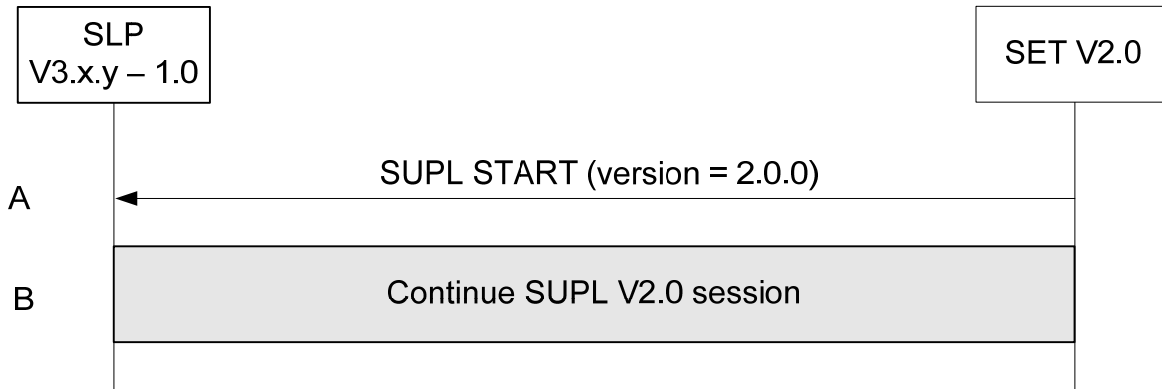 SLP
V3.x.y – 1.0
SET V2.0
SUPL START (version = 2.0.0)
A
Continue SUPL V2.0 session
B